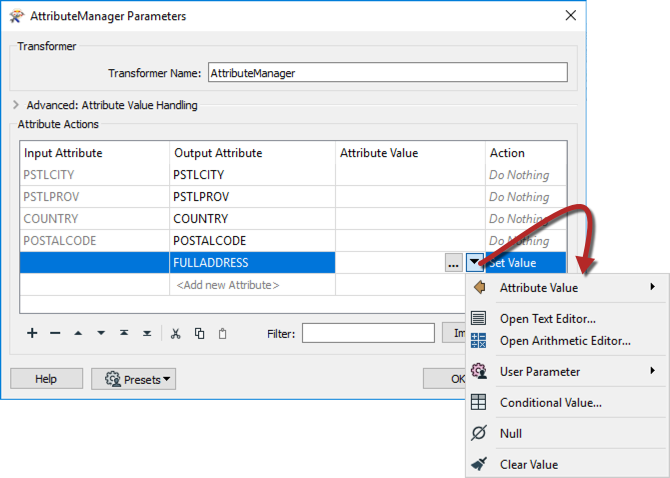 AttributeManager Parameters
Transformer
Transformer Name: AttributeManager
Advanced: Attribute Value Handling
Attribute Actions
Input Attribute Output Attribute Attribute Value Action
PSTLCITY PSTLCITY Do Nothing
PSTLPROV PSTLPROV Do Nothing
COUNTRY COUNTRY Do Nothing
POSTALCODE POSTALCODE Do Nothing
FULLADDRESS ... Set Value
<Add new Attribute>
Filter: Im
Help Presets OK
Attribute Value
Open Text Editor...
Open Arithmetic Editor...
User Parameter
Conditional Value...
Null
Clear Value